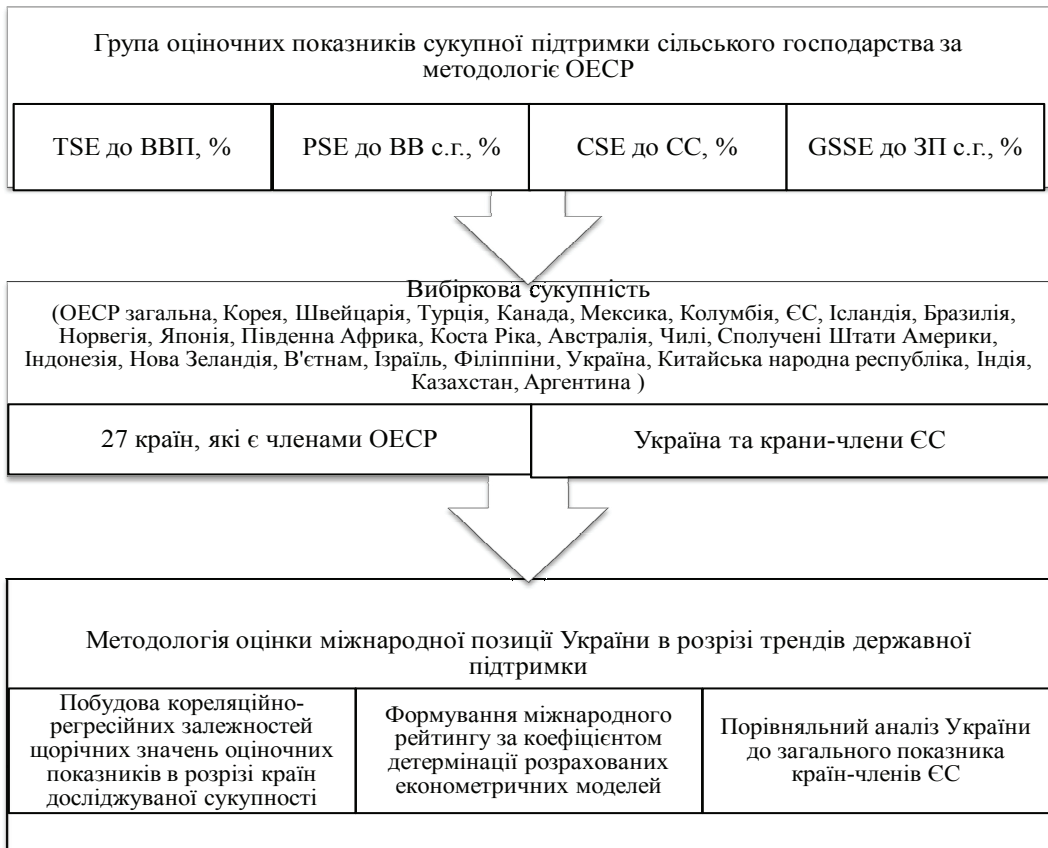 Група оціночних показників сукупної підтримки сільського господарства за
методологіє ОЕСР
TSE до ВВП, %
PSE до ВВ с.г., %
CSE до СС, %
GSSE до ЗП с.г., %
Вибіркова сукупність
(ОЕСР загальна, Корея, Швейцарія, Турція, Канада, Мексика, Колумбія, ЄС, Ісландія, Бразилія,
Норвегія, Японія, Південна Африка, Коста Ріка, Австралія, Чилі, Сполучені Штати Америки,
Індонезія, Нова Зеландія, В'єтнам, Ізраїль, Філіппіни, Україна, Китайська народна республіка, Індія,
Казахстан, Аргентина )
27 країн, які є членами ОЕСР
Україна та крани-члени ЄС
Методологія оцінки міжнародної позиції України в розрізі трендів державної
підтримки
Побудова кореляційно-
регресійних залежностей
щорічних значень оціночних
показників в розрізі країн
досліджуваної сукупності
Формування міжнародного
рейтингу за коефіцієнтом
детермінації розрахованих
економетричних моделей
Порівняльний аналіз України
до загального показника
країн-членів ЄС